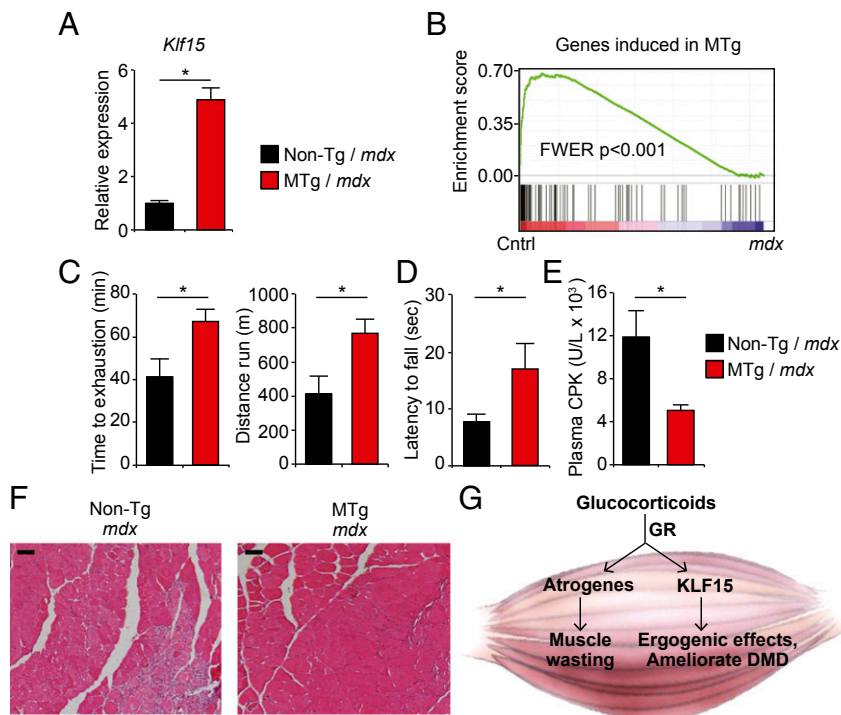 A
Klf15
Relative expression
6
4
2
0
*
Non-Tg / mdx
MTg / mdx
B
Genes induced in MTg
Enrichment score
0.70
0.35
0.00
FWER p<0.001
Cntrl
mdx
C
Time to exhaustion (min)
80
60
40
20
0
*
Distance run (m)
1000
800
600
400
200
0
*
D
Latency to fall (sec)
30
20
10
0
*
E
Plasma CPK (U/L x 10³)
16
12
8
4
0
*
Non-Tg / mdx
MTg / mdx
F
Non-Tg
mdx
MTg
mdx
G
Glucocorticoids
GR
Atrogenes
KLF15
Muscle
wasting
Ergogenic effects,
Ameliorate DMD